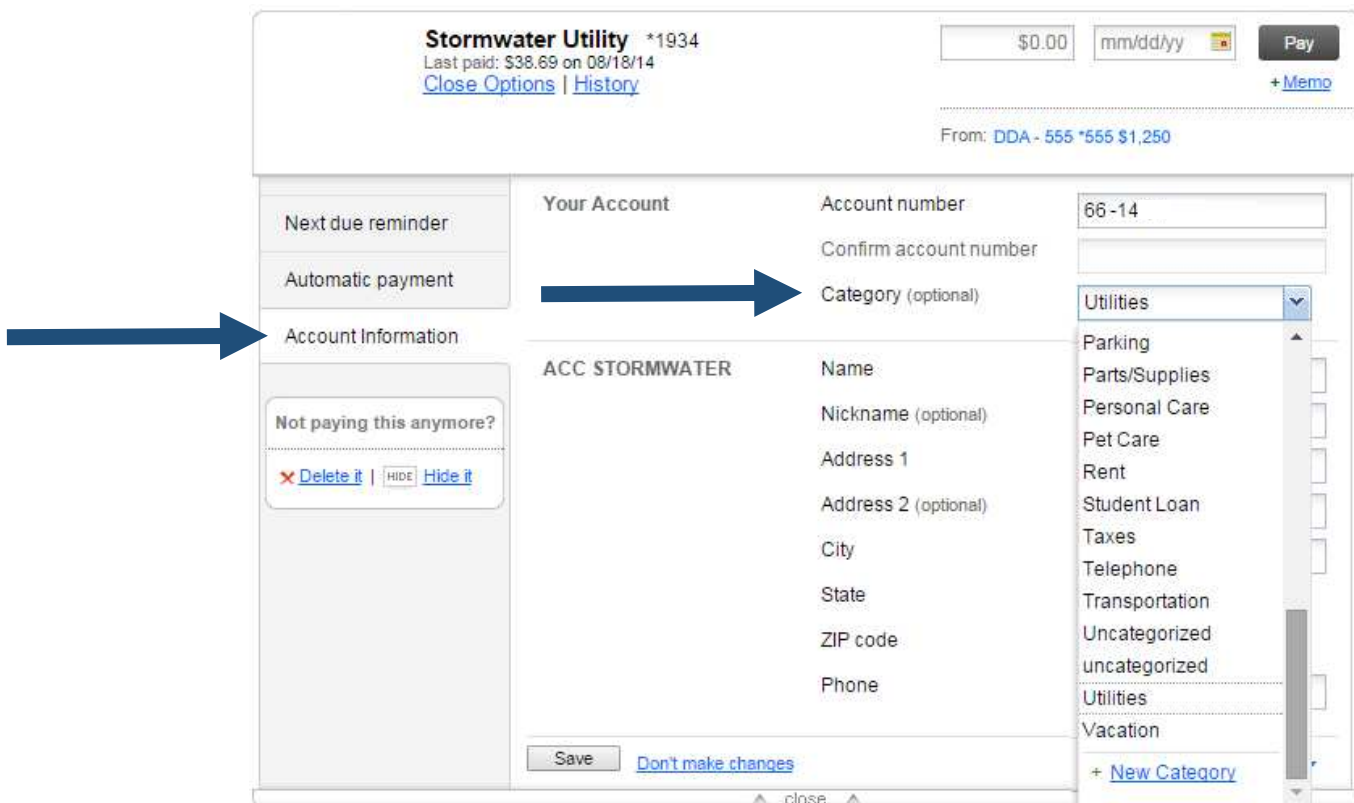 Stormwater Utility *1934
Last paid: $38.69 on 08/18/14
Close Options | History
$0.00 mm/dd/yy Pay
+ Memo
From: DDA - 555 *555 $1,250
Next due reminder
Automatic payment
Account Information
Not paying this anymore?
Delete it | HIDE Hide it
Your Account
Account number 66-14
Confirm account number
Category (optional) Utilities
ACC STORMWATER
Name
Nickname (optional)
Address 1
Address 2 (optional)
City
State
ZIP code
Phone
Parking
Parts/Supplies
Personal Care
Pet Care
Rent
Student Loan
Taxes
Telephone
Transportation
Uncategorized
uncategorized
Utilities
Vacation
+ New Category
Save Don't make changes
close